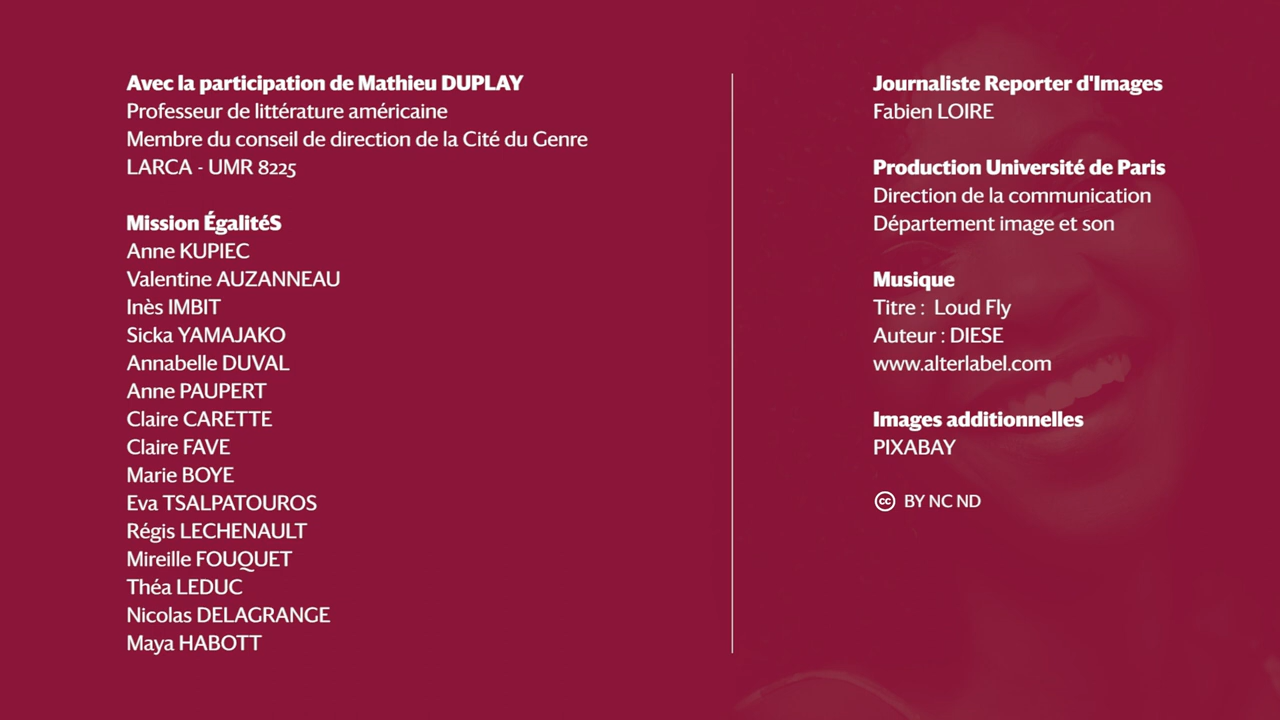 Avec la participation de Mathieu DUPLAY
Professeur de littérature américaine
Membre du conseil de direction de la Cité du Genre
LARCA - UMR 8225
Mission ÉgalitéS
Anne KUPIEC
Valentine AUZANNEAU
Inès IMBIT
Sicka YAMAJAKO
Annabelle DUVAL
Anne PAUPERT
Claire CARETTE
Claire FAVE
Marie BOYE
Eva TSALPATOUROS
Régis LECHENAULT
Mireille FOUQUET
Théa LEDUC
Nicolas DELAGRANGE
Maya HABOTT
Journaliste Reporter d'Images
Fabien LOIRE
Production Université de Paris
Direction de la communication
Département image et son
Musique
Titre : Loud Fly
Auteur : DIESE
www.alterlabel.com
Images additionnelles
PIXABAY
cc BY NC ND